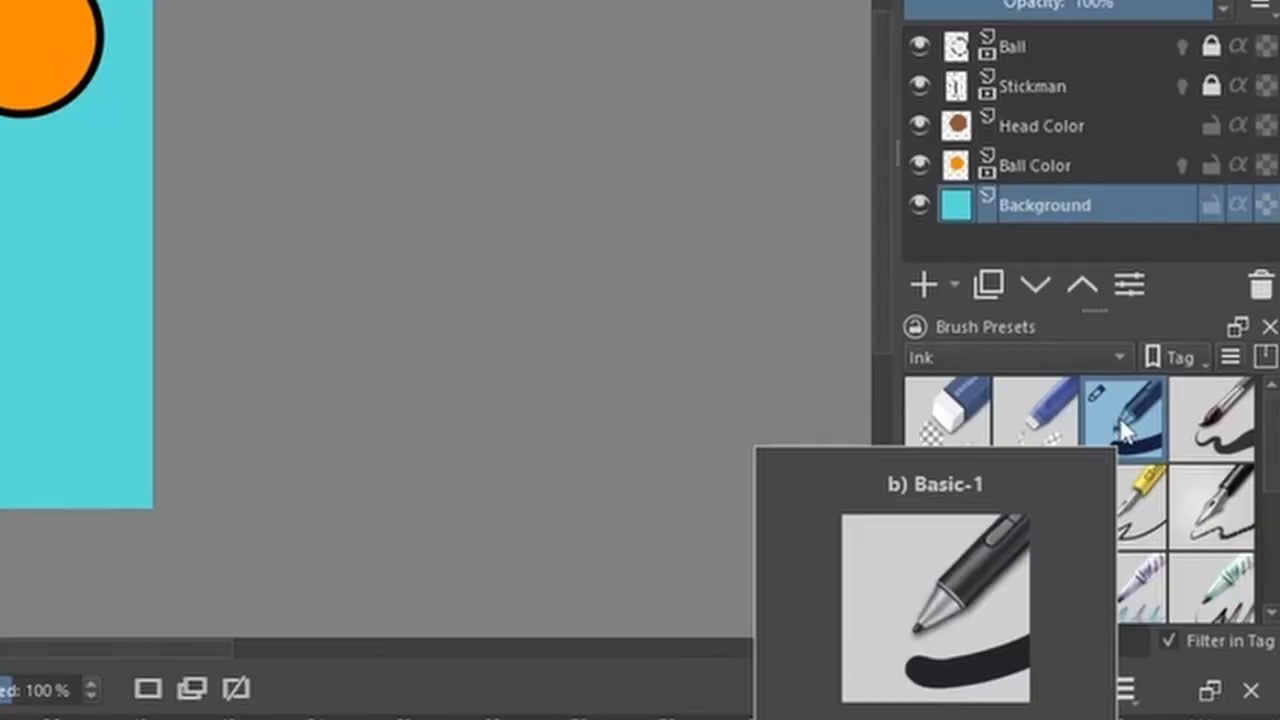 Opacity: 100%
Ball
Stickman
Head Color
Ball Color
Background
Brush Presets
Ink
Tag
b) Basic-1
Filter in Tag
ed: 100 %